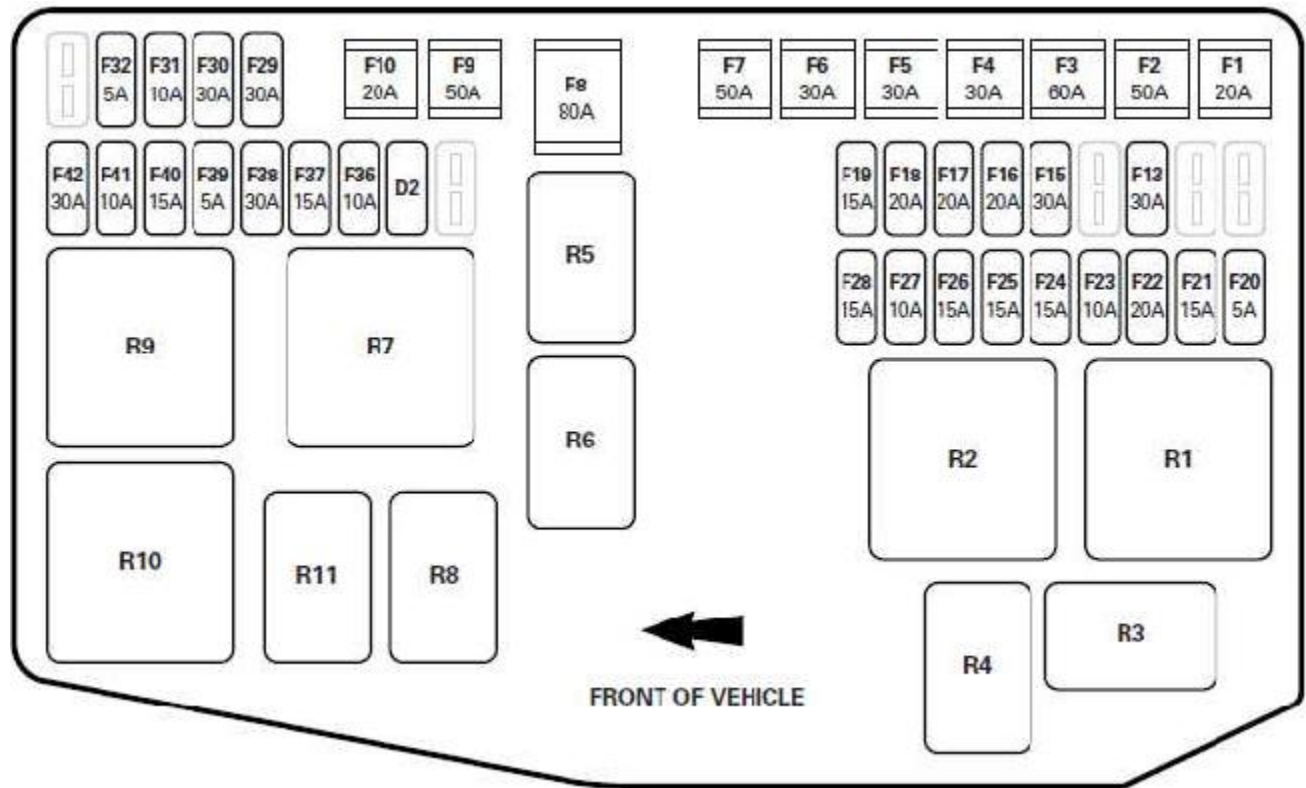 F32 F31 F30 F29
5A 10A 30A 30A
F10 F9
20A 50A
F8
80A
F7 F6 F5 F4 F3 F2 F1
50A 30A 30A 30A 60A 50A 20A
F42 F41 F40 F39 F38 F37 F36 D2
30A 10A 15A 5A 30A 15A 10A
F19 F18 F17 F16 F15 F13
15A 20A 20A 20A 30A 30A
R5
F28 F27 F26 F25 F24 F23 F22 F21 F20
15A 10A 15A 15A 15A 10A 20A 15A 5A
R9 R7
R6
R2 R1
R10 R11 R8
R3
R4
FRONT OF VEHICLE